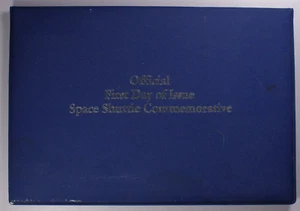 Official
First Day of Issue
Space Shuttle Commemorative